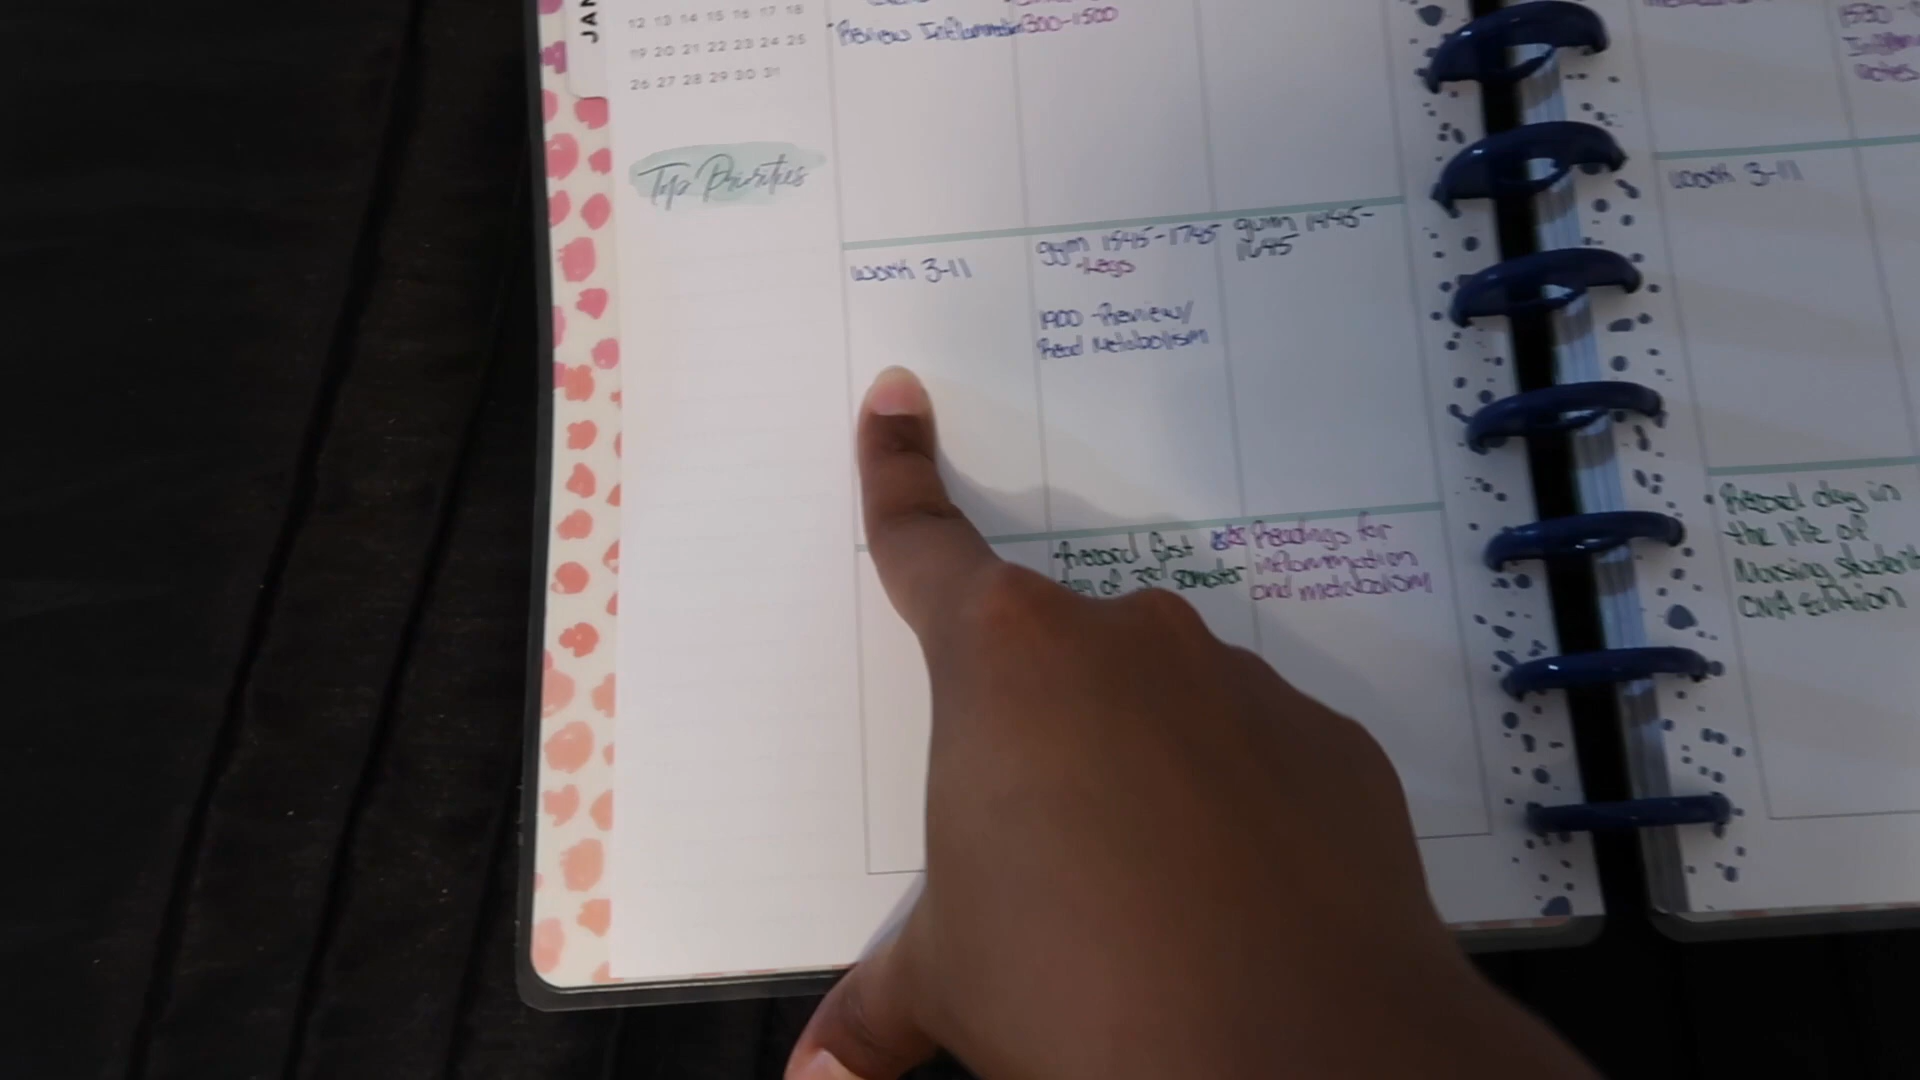 JAN
12 13 14 15 16 17 18
19 20 21 22 23 24 25
26 27 28 29 30 31
Top Priorities
Review Inflammation
1300-1500
work 3-11
gym 1545-1745
-Legs
1900 -Review/
Read Metabolism
gym 1445-
1645
Record first
day of 3rd semester
Readings for
inflammation
and metabolism
1530 -
notes
work 3-11
Record day in
the life of
Nursing student
CNA Edition